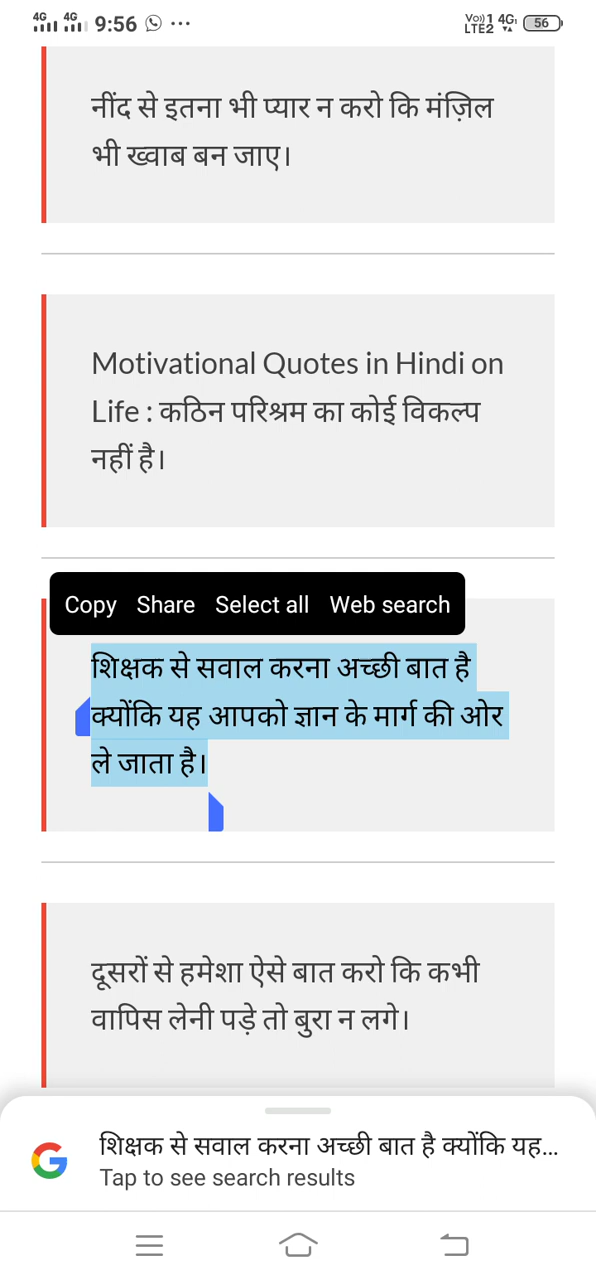 4G 4G 9:56 ... Vo)) 1 4G LTE2 56
नींद से इतना भी प्यार न करो कि मंज़िल
भी ख्वाब बन जाए।
Motivational Quotes in Hindi on
Life : कठिन परिश्रम का कोई विकल्प
नहीं है।
Copy Share Select all Web search
शिक्षक से सवाल करना अच्छी बात है
क्योंकि यह आपको ज्ञान के मार्ग की ओर
ले जाता है।
दूसरों से हमेशा ऐसे बात करो कि कभी
वापिस लेनी पड़े तो बुरा न लगे।
शिक्षक से सवाल करना अच्छी बात है क्योंकि यह...
Tap to see search results